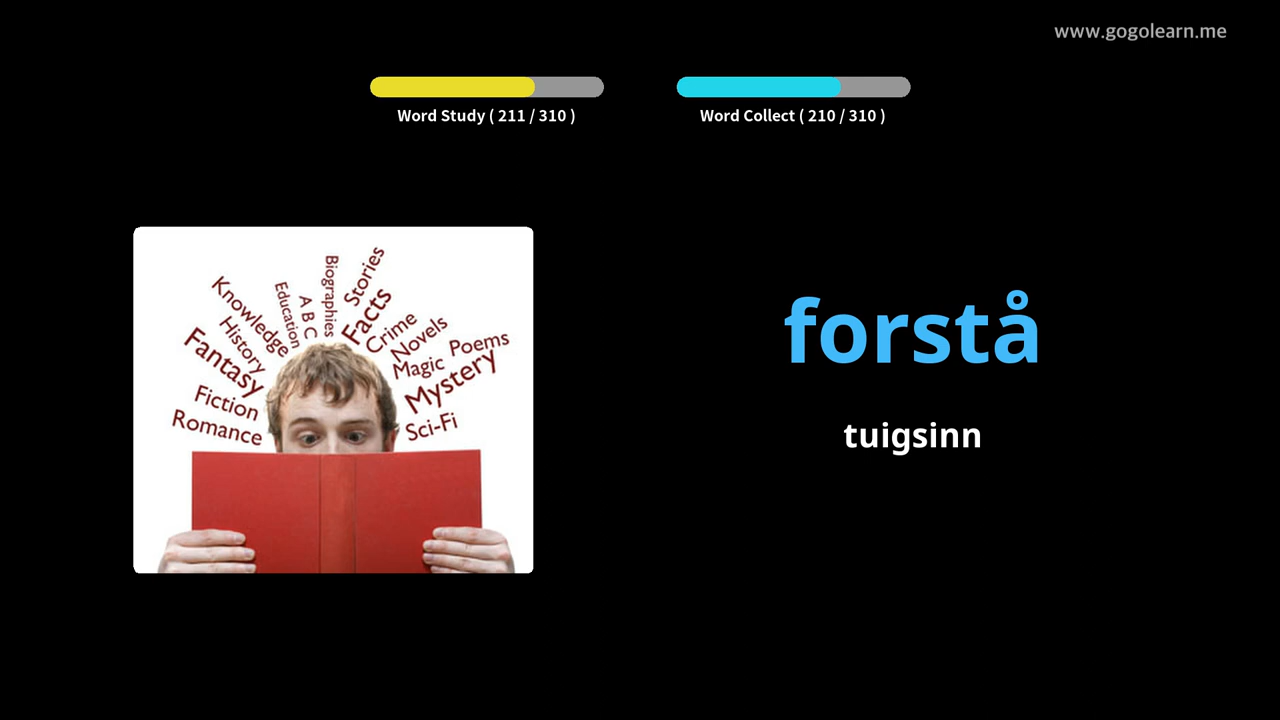 www.gogolearn.me
Word Study ( 211 / 310 )
Word Collect ( 210 / 310 )
Biographies
Stories
Education
A B C
Facts
Knowledge
Crime
History
Novels
Fantasy
Magic
Poems
Mystery
Fiction
Romance
Sci-Fi
forstå
tuigsinn